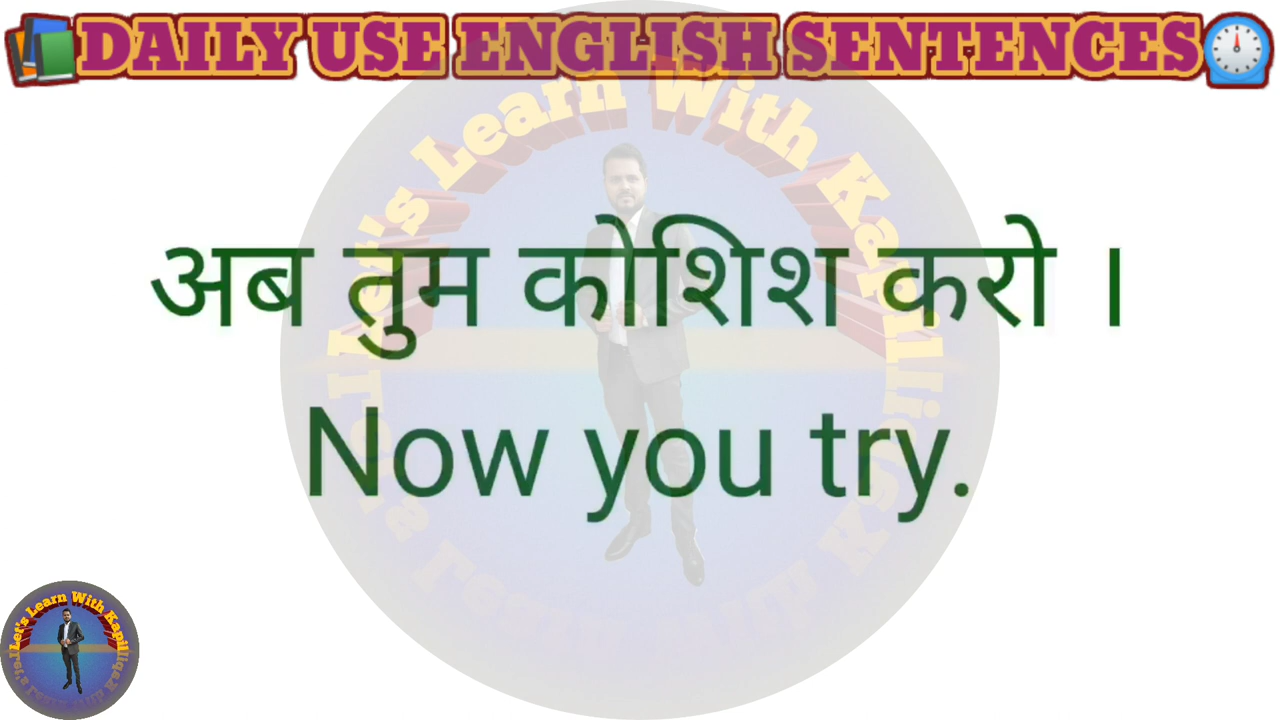 DAILY USE ENGLISH SENTENCES
Let's Learn With Kapil
अब तुम कोशिश करो ।
Now you try.
Let's Learn With Kapil